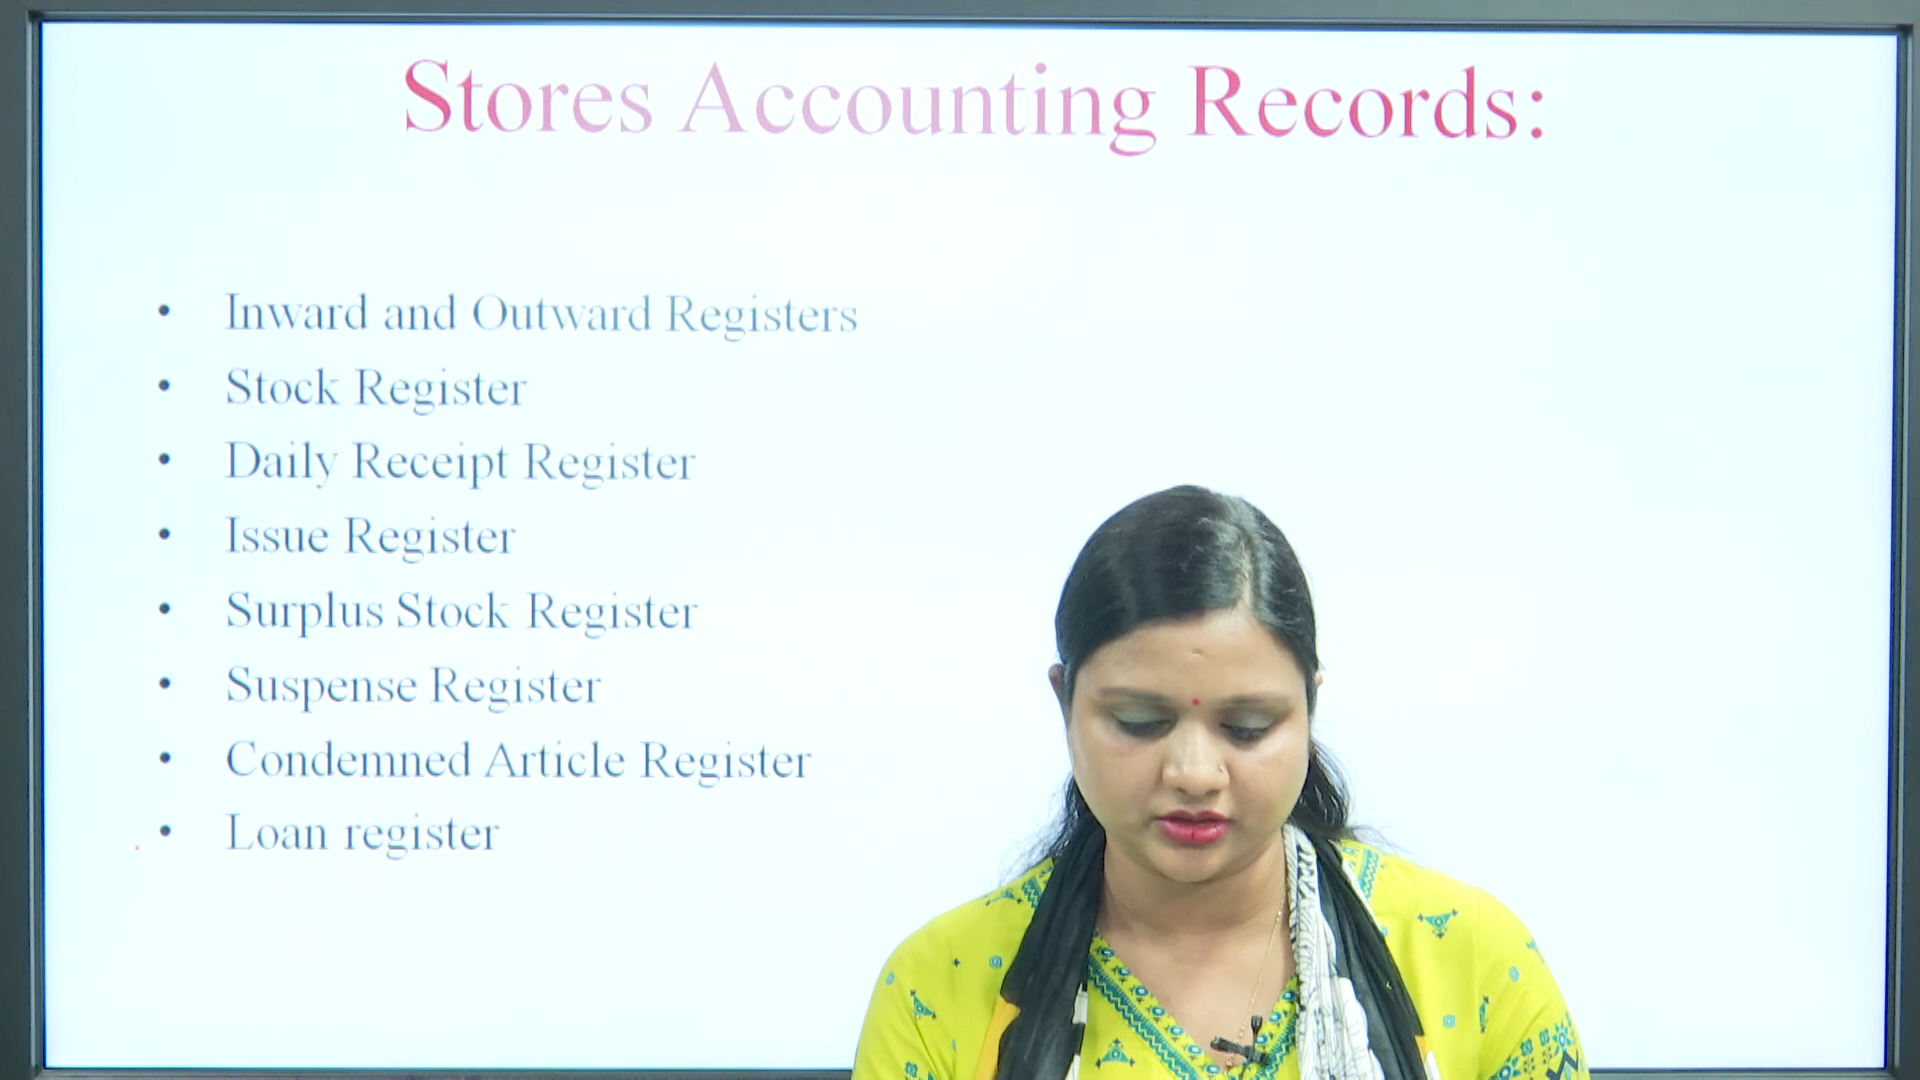 Stores Accounting Records:
• Inward and Outward Registers
• Stock Register
• Daily Receipt Register
• Issue Register
• Surplus Stock Register
• Suspense Register
• Condemned Article Register
• Loan register